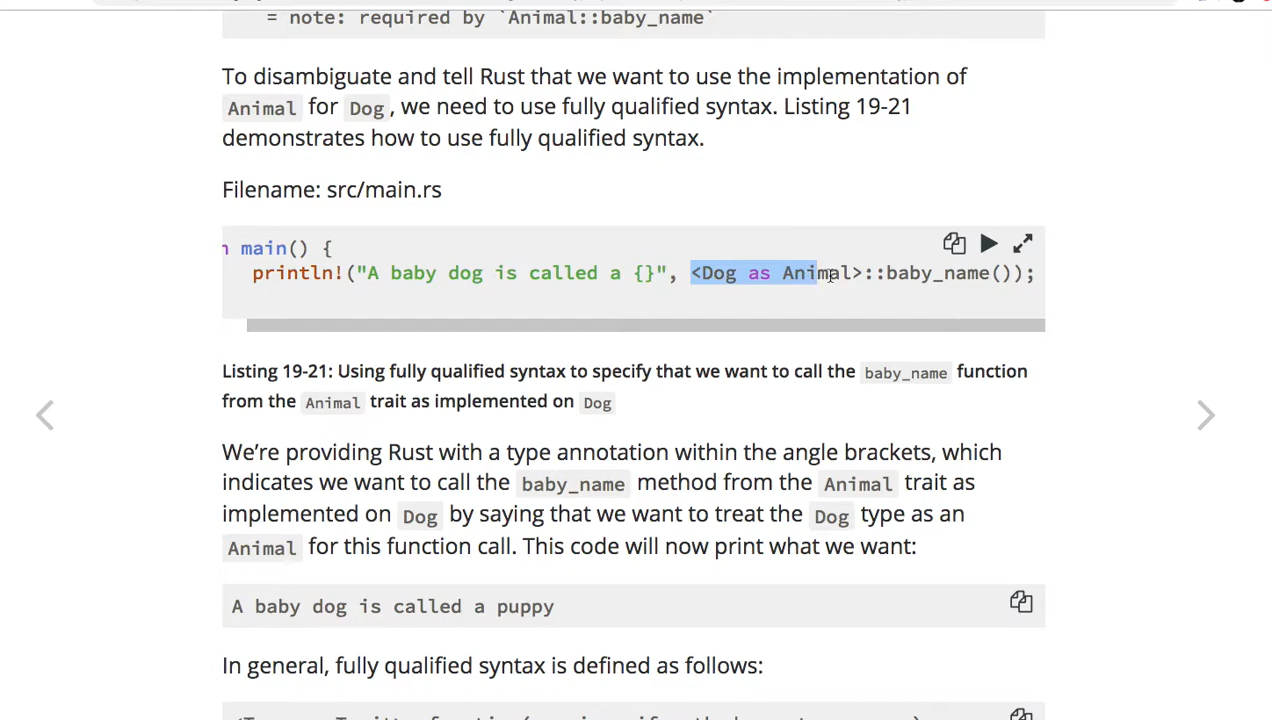 = note: required by `Animal::baby_name`
To disambiguate and tell Rust that we want to use the implementation of
Animal for Dog, we need to use fully qualified syntax. Listing 19-21
demonstrates how to use fully qualified syntax.
Filename: src/main.rs
n main() {
println!("A baby dog is called a {}", <Dog as Animal>::baby_name());
Listing 19-21: Using fully qualified syntax to specify that we want to call the baby_name function
from the Animal trait as implemented on Dog
We’re providing Rust with a type annotation within the angle brackets, which
indicates we want to call the baby_name method from the Animal trait as
implemented on Dog by saying that we want to treat the Dog type as an
Animal for this function call. This code will now print what we want:
A baby dog is called a puppy
In general, fully qualified syntax is defined as follows: